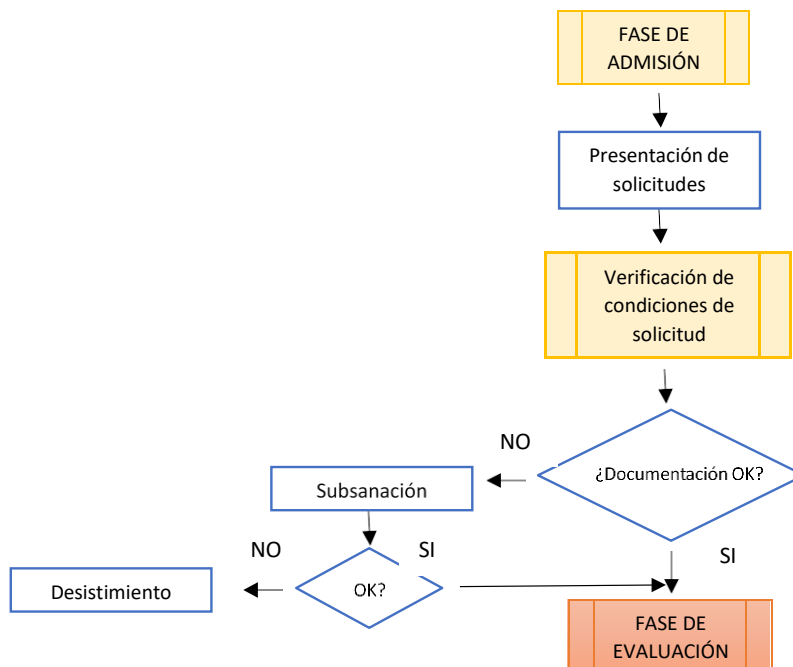 FASE DE
ADMISIÓN
Presentación de
solicitudes
Verificación de
condiciones de
solicitud
NO
¿Documentación OK?
Subsanación
NO
SI
SI
Desistimiento
OK?
FASE DE
EVALUACIÓN